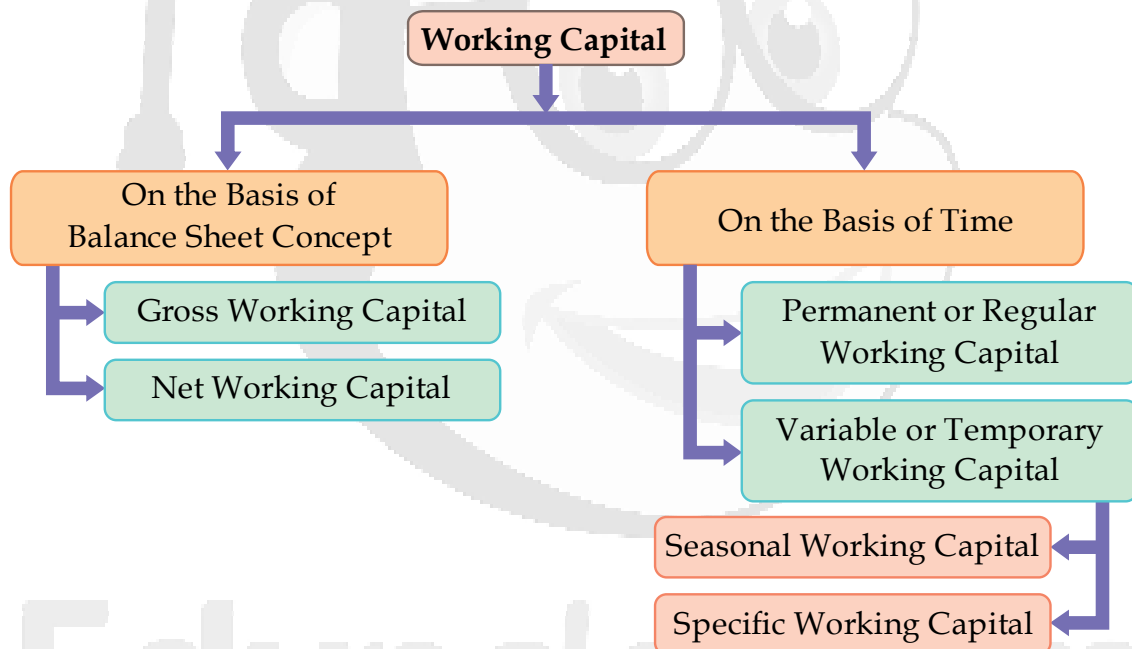 Working Capital
On the Basis of
Balance Sheet Concept
Gross Working Capital
Net Working Capital
On the Basis of Time
Permanent or Regular
Working Capital
Variable or Temporary
Working Capital
Seasonal Working Capital
Specific Working Capital